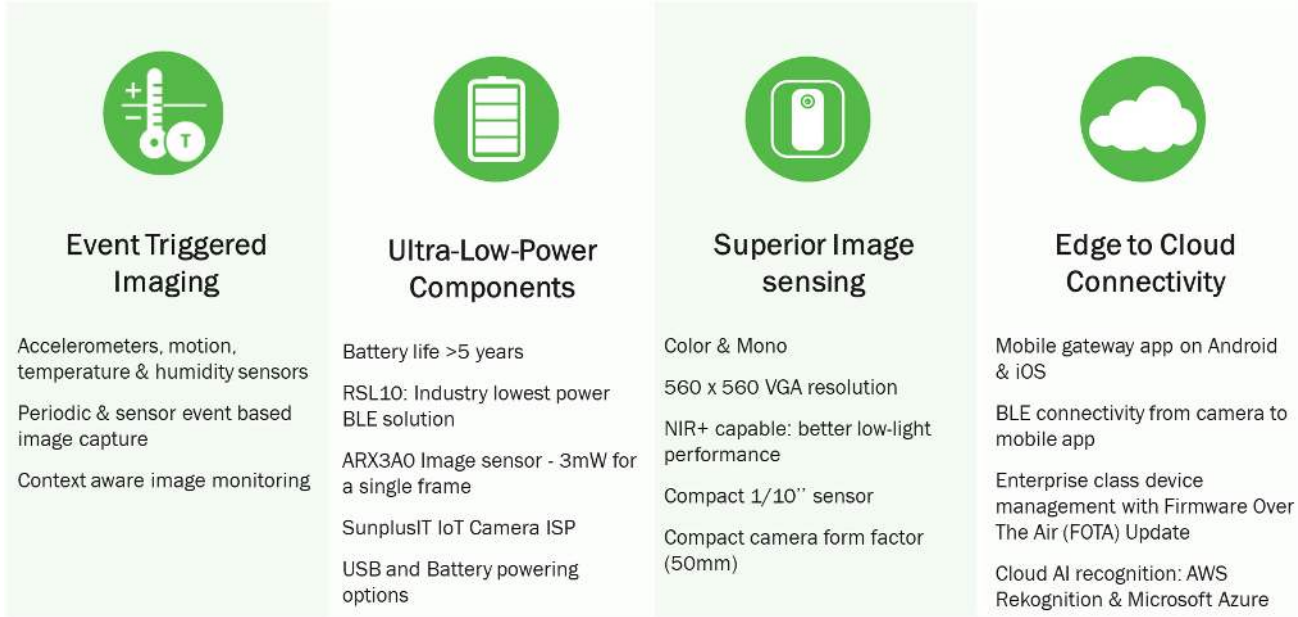 +
−
T
Event Triggered
Imaging
Accelerometers, motion,
temperature & humidity sensors
Periodic & sensor event based
image capture
Context aware image monitoring
Ultra-Low-Power
Components
Battery life >5 years
RSL10: Industry lowest power
BLE solution
ARX3A0 Image sensor - 3mW for
a single frame
SunplusIT IoT Camera ISP
USB and Battery powering
options
Superior Image
sensing
Color & Mono
560 x 560 VGA resolution
NIR+ capable: better low-light
performance
Compact 1/10’’ sensor
Compact camera form factor
(50mm)
Edge to Cloud
Connectivity
Mobile gateway app on Android
& iOS
BLE connectivity from camera to
mobile app
Enterprise class device
management with Firmware Over
The Air (FOTA) Update
Cloud AI recognition: AWS
Rekognition & Microsoft Azure